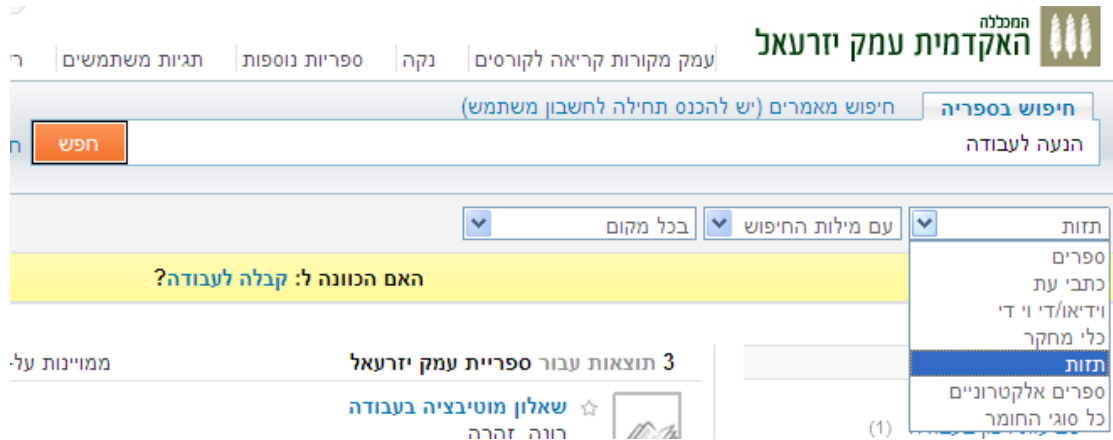 המכללה
האקדמית עמק יזרעאל
עמק מקורות קריאה לקורסים
נקה
ספריות נוספות
תגיות משתמשים
חיפוש בספריה
חיפוש מאמרים (יש להכנס תחילה לחשבון משתמש)
הנעה לעבודה
חפש
תזות
עם מילות החיפוש
בכל מקום
ספרים
כתבי עת
וידיאו/די וי די
כלי מחקר
תזות
ספרים אלקטרוניים
כל סוגי החומר
האם הכוונה ל: קבלה לעבודה?
3 תוצאות עבור ספריית עמק יזרעאל
ממויינות על-
שאלון מוטיבציה בעבודה
רונה, זהרה
(1)